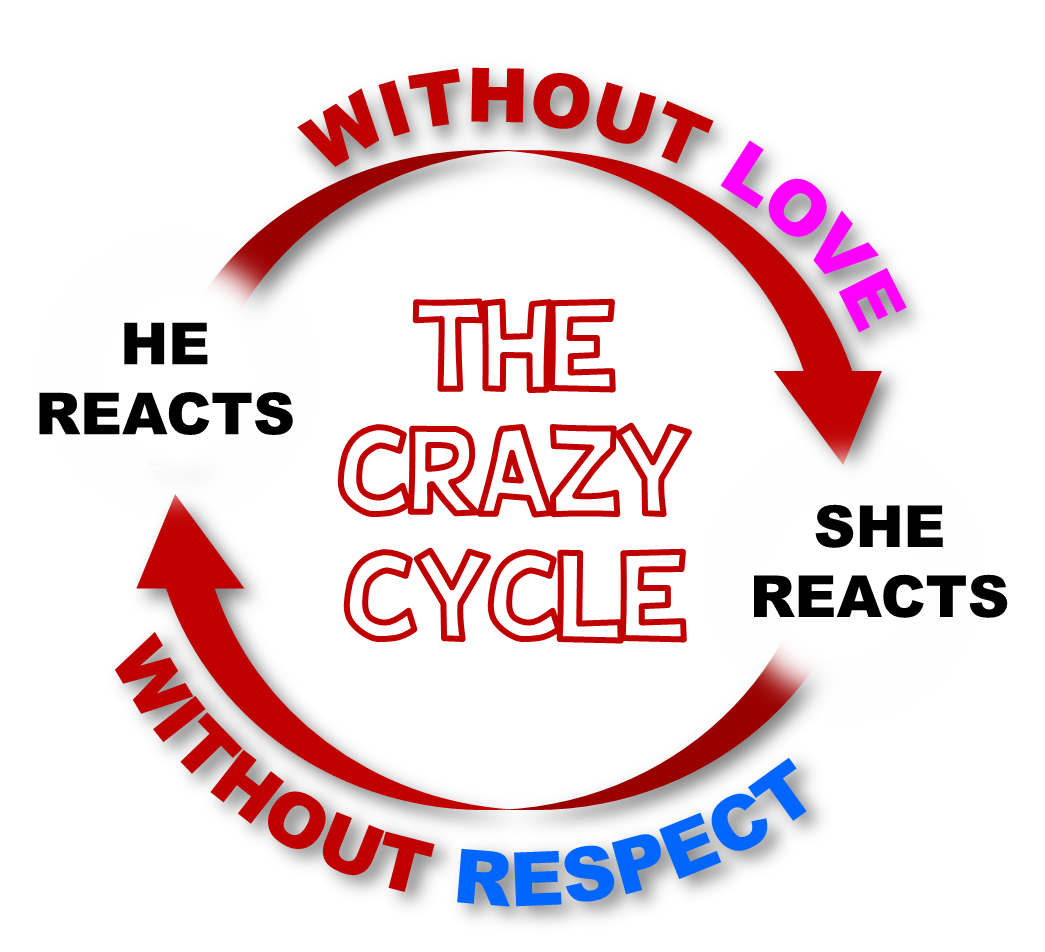 WITHOUT LOVE
HE
REACTS
THE
CRAZY
CYCLE
SHE
REACTS
WITHOUT RESPECT